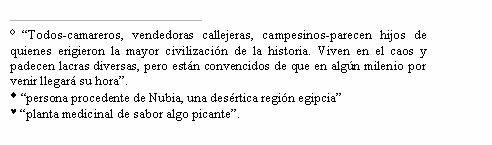 ◇ “Todos-camareros, vendedoras callejeras, campesinos-parecen hijos de
quienes erigieron la mayor civilización de la historia. Viven en el caos y
padecen lacras diversas, pero están convencidos de que en algún milenio por
venir llegará su hora”.
♦ “persona procedente de Nubia, una desértica región egipcia”
♥ “planta medicinal de sabor algo picante”.